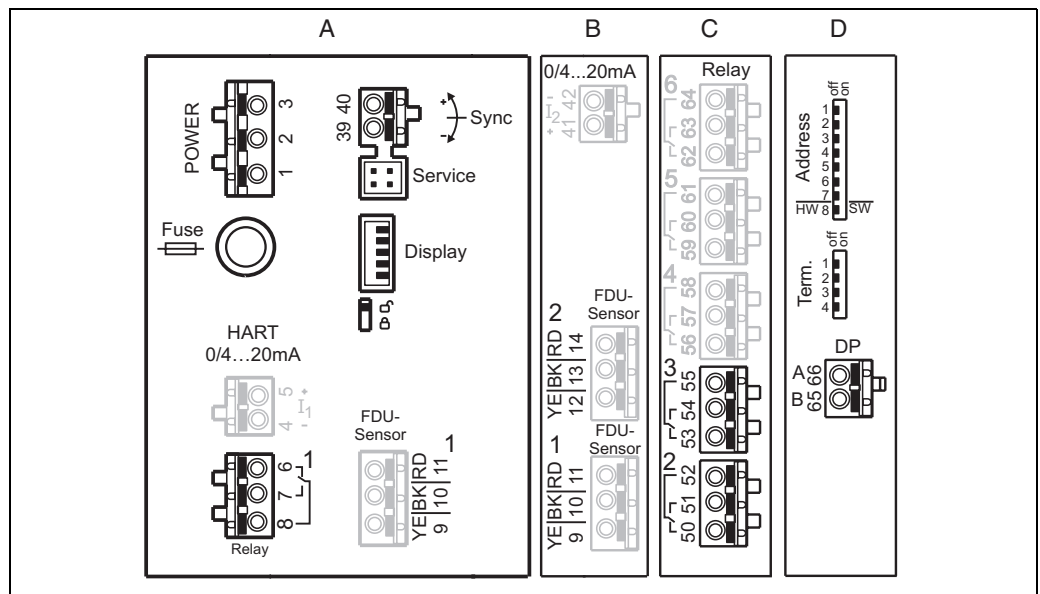 A
B
C
D
POWER
3
2
1
39 40
+
-
Sync
Service
Fuse
Display
HART
0/4...20mA
5
4
+
I1
-
6
7
8
1
Relay
FDU-
Sensor
1
YE|BK|RD
9 |10| 11
0/4...20mA
-
I2
+
41 42
2
FDU-
Sensor
YE|BK|RD
12 |13| 14
1
FDU-
Sensor
YE|BK|RD
9 |10| 11
Relay
6
62 63 64
5
59 60 61
4
56 57 58
3
53 54 55
2
50 51 52
off
on
Address
1
2
3
4
5
6
7
HW 8 SW
off
on
Term.
1
2
3
4
DP
A 66
B 65